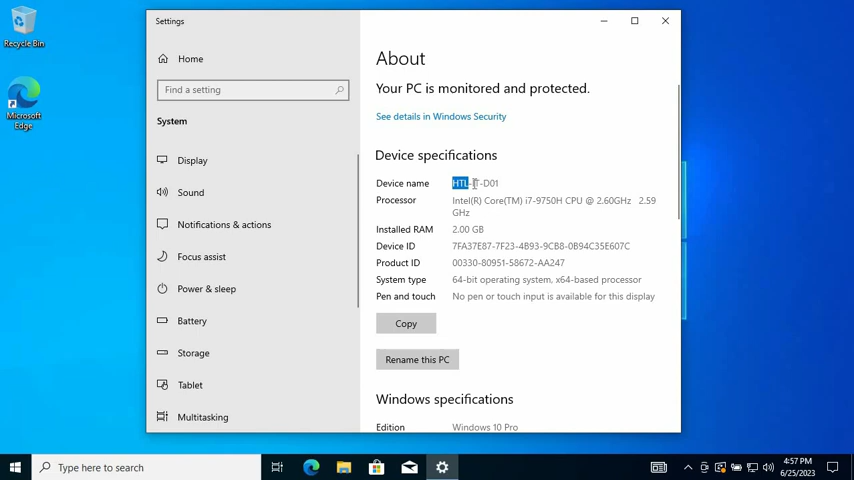 Recycle Bin
Microsoft
Edge
Settings
Home
Find a setting
System
Display
Sound
Notifications & actions
Focus assist
Power & sleep
Battery
Storage
Tablet
Multitasking
About
Your PC is monitored and protected.
See details in Windows Security
Device specifications
Device name HTL-IT-D01
Processor Intel(R) Core(TM) i7-9750H CPU @ 2.60GHz 2.59
GHz
Installed RAM 2.00 GB
Device ID 7FA37E87-7F23-4B93-9CB8-0B94C35E607C
Product ID 00330-80951-58672-AA247
System type 64-bit operating system, x64-based processor
Pen and touch No pen or touch input is available for this display
Copy
Rename this PC
Windows specifications
Edition Windows 10 Pro
Type here to search
4:57 PM
6/25/2023